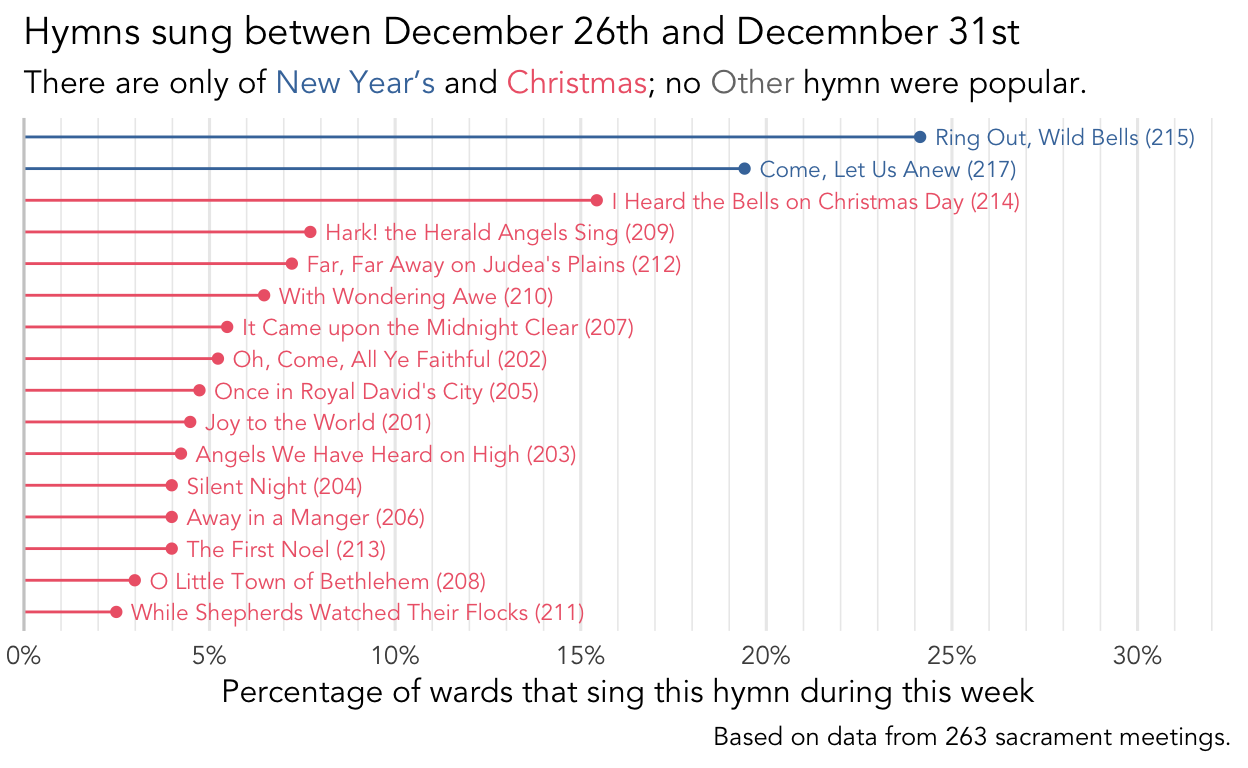 Hymns sung betwen December 26th and Decemnber 31st
There are only of New Year’s and Christmas; no Other hymn were popular.
Ring Out, Wild Bells (215)
Come, Let Us Anew (217)
I Heard the Bells on Christmas Day (214)
Hark! the Herald Angels Sing (209)
Far, Far Away on Judea's Plains (212)
With Wondering Awe (210)
It Came upon the Midnight Clear (207)
Oh, Come, All Ye Faithful (202)
Once in Royal David's City (205)
Joy to the World (201)
Angels We Have Heard on High (203)
Silent Night (204)
Away in a Manger (206)
The First Noel (213)
O Little Town of Bethlehem (208)
While Shepherds Watched Their Flocks (211)
0% 5% 10% 15% 20% 25% 30%
Percentage of wards that sing this hymn during this week
Based on data from 263 sacrament meetings.